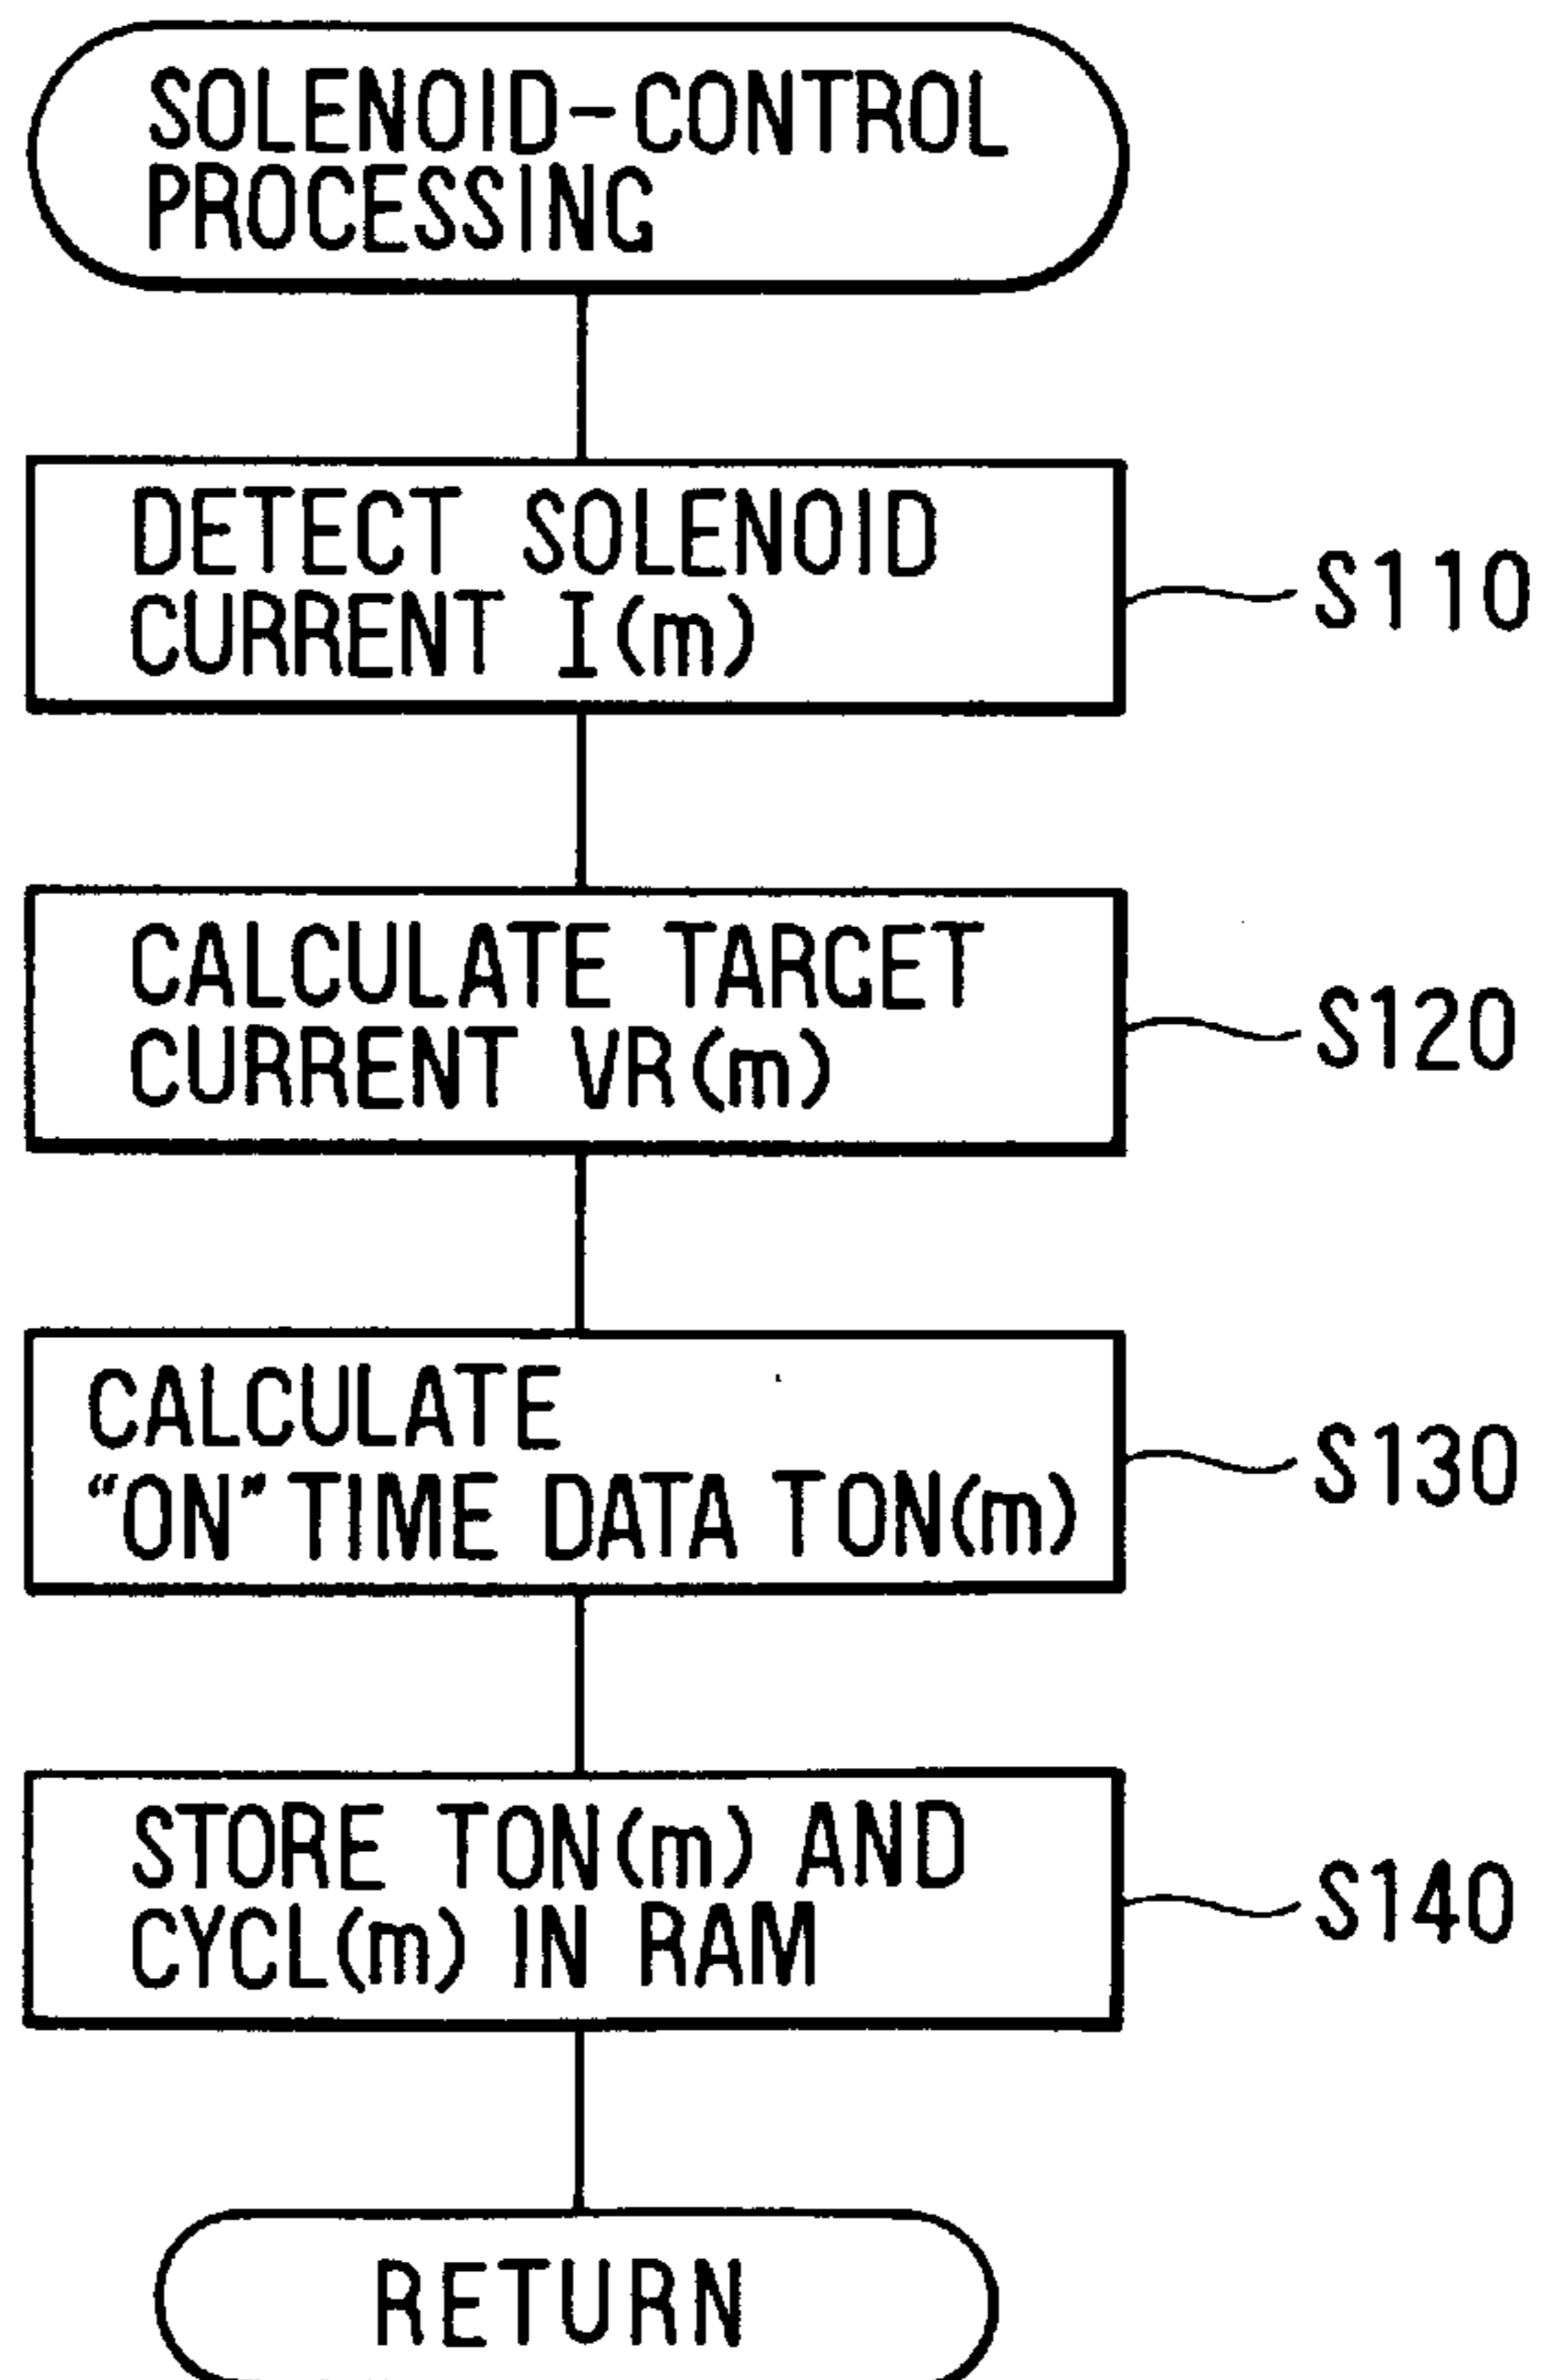 SOLENOID-CONTROL
PROCESSING
DETECT SOLENOID
CURRENT I(m)
S110
CALCULATE TARGET
CURRENT VR(m)
S120
CALCULATE
“ON” TIME DATA TON(m)
S130
STORE TON(m) AND
CYCL(m) IN RAM
S140
RETURN